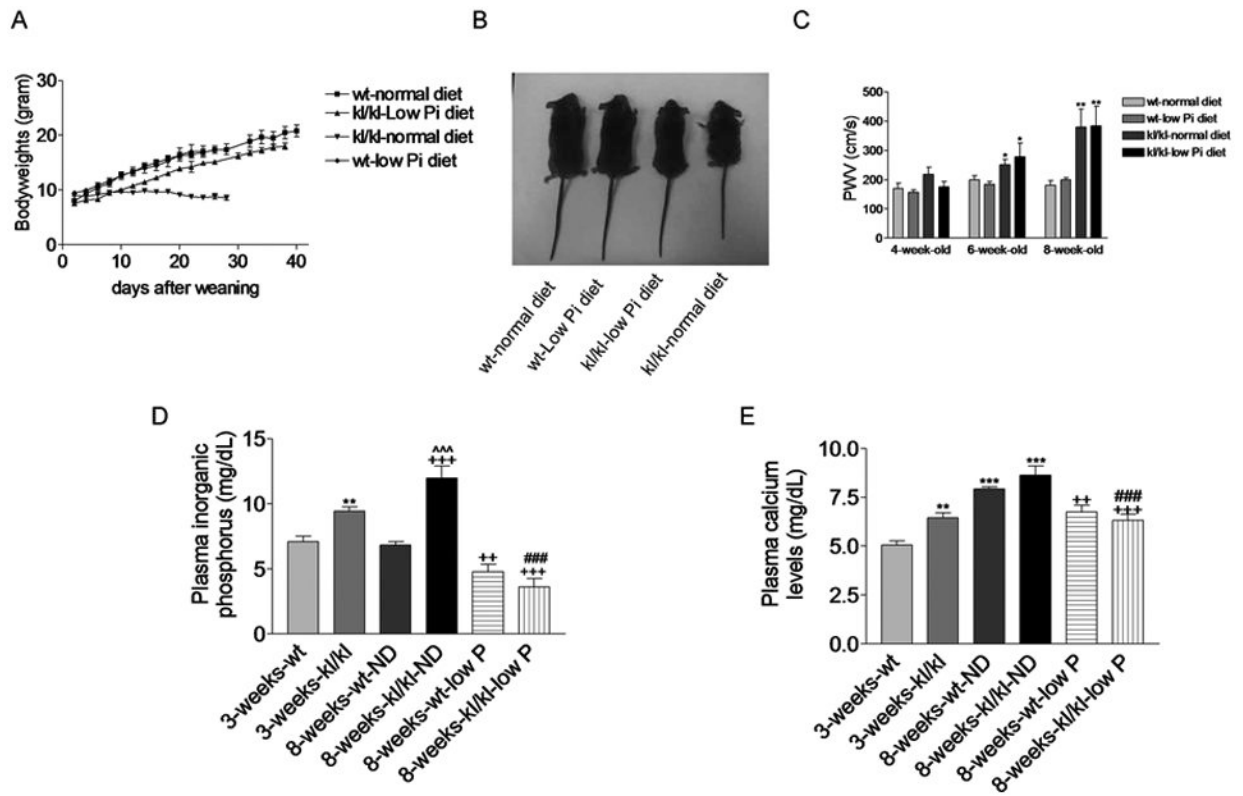 A
Bodyweights (gram)
30
20
10
0
0
10
20
30
40
days after weaning
wt-normal diet
kl/kl-Low Pi diet
kl/kl-normal diet
wt-low Pi diet
B
wt-normal diet
wt-Low Pi diet
kl/kl-low Pi diet
kl/kl-normal diet
C
PWV (cm/s)
500
400
300
200
100
0
*
*
**
**
4-week-old
6-week-old
8-week-old
wt-normal diet
wt-low Pi diet
kl/kl-normal diet
kl/kl-low Pi diet
D
Plasma inorganic
phosphorus (mg/dL)
15
10
5
0
**
^^^
+++
++
###
+++
3-weeks-wt
3-weeks-kl/kl
8-weeks-wt-ND
8-weeks-kl/kl-ND
8-weeks-wt-low P
8-weeks-kl/kl-low P
E
Plasma calcium
levels (mg/dL)
10.0
7.5
5.0
2.5
0.0
**
***
***
++
###
+++
3-weeks-wt
3-weeks-kl/kl
8-weeks-wt-ND
8-weeks-kl/kl-ND
8-weeks-wt-low P
8-weeks-kl/kl-low P